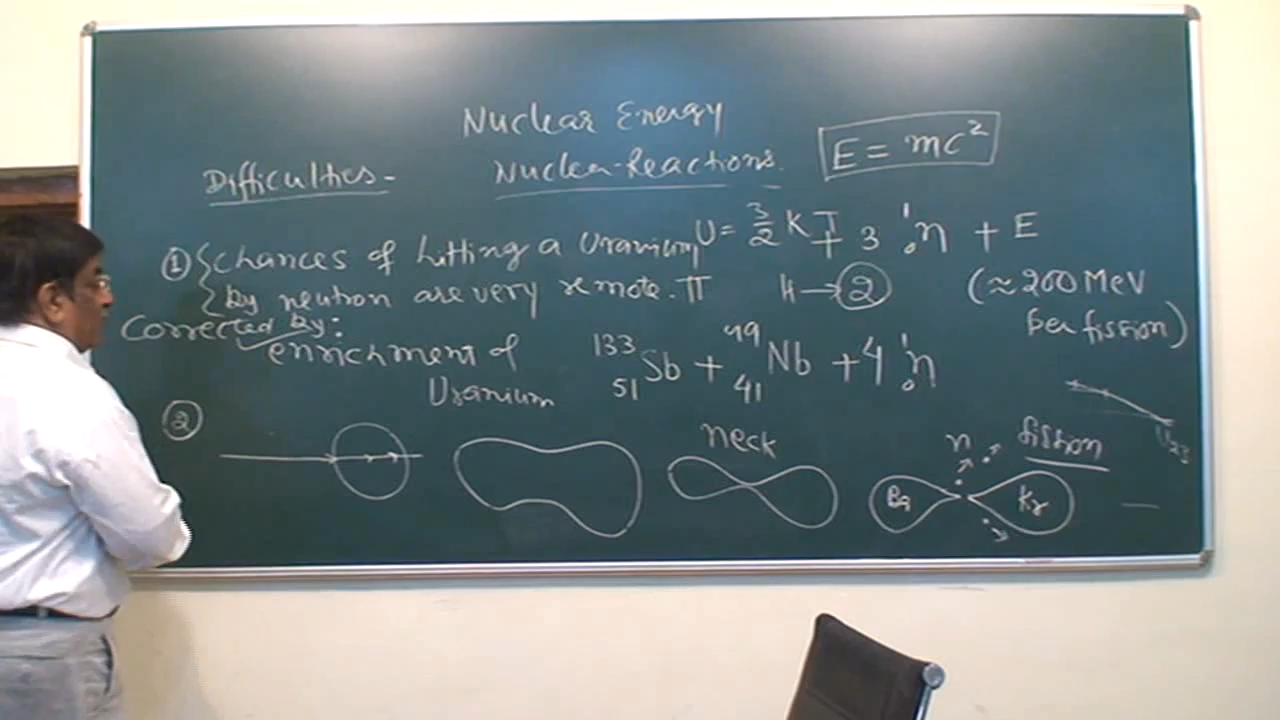 Nuclear Energy
Nuclea-Reactions.
E = mc²
Difficulties-
① Chances of hitting a Uranium
by neutron are very remote.
U = 3/2 K T
+ 3 ¹₀n + E
4 → ②
(≈ 200 MeV
per fission)
Corrected by:
enrichment of
Uranium
¹³³₅₁Sb + ⁹⁹₄₁Nb + 4 ¹₀n
②
neck
n
fission
Ba
Kr